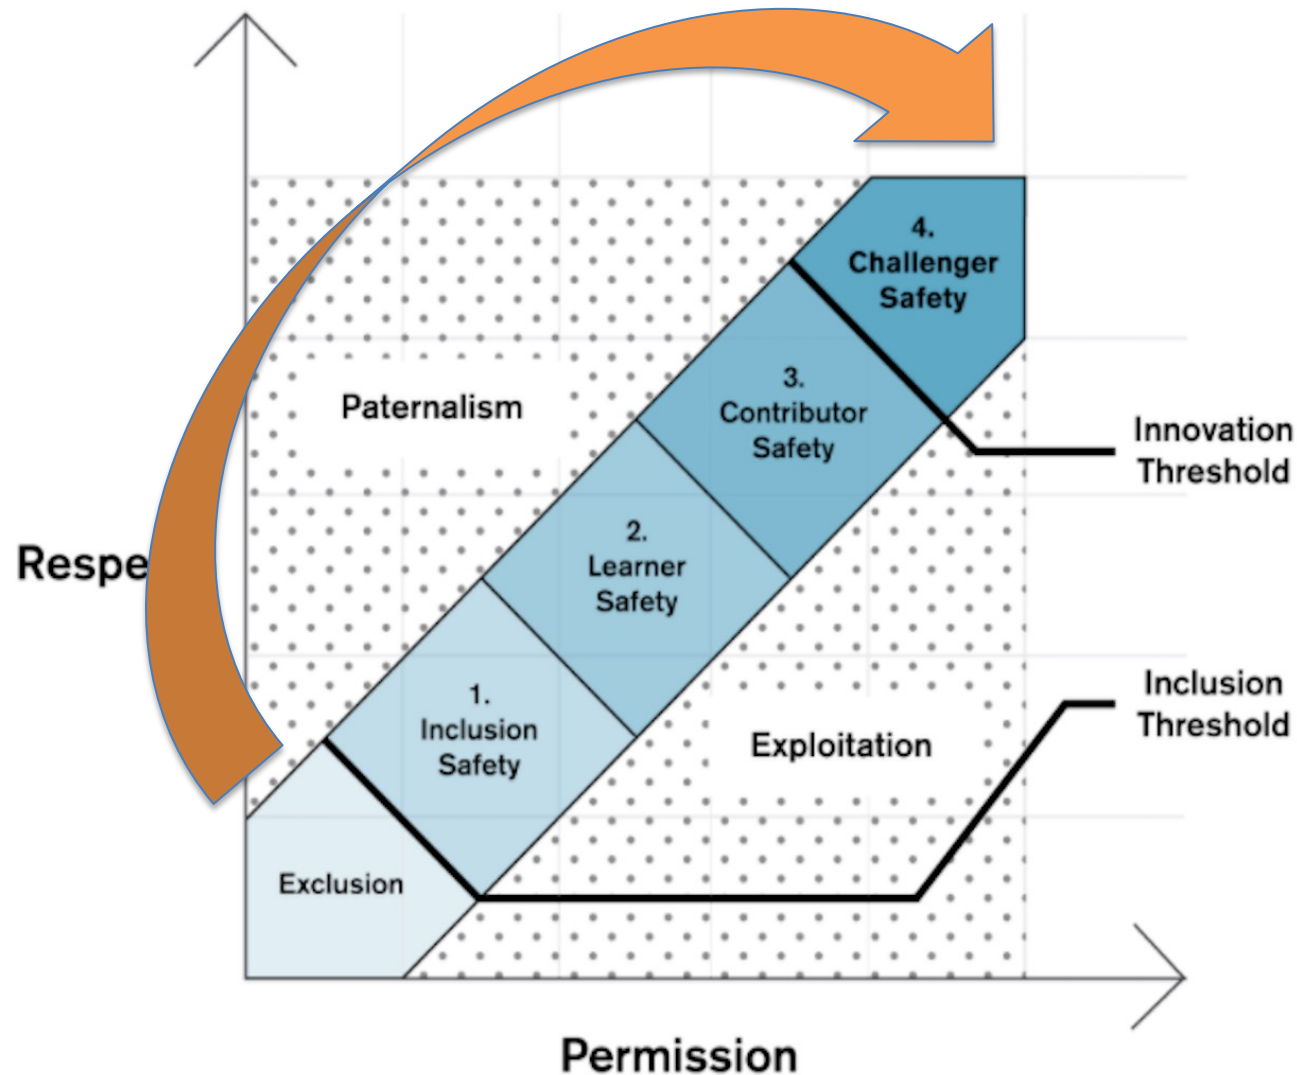 4.
Challenger
Safety
3.
Contributor
Safety
Paternalism
Innovation
Threshold
2.
Learner
Safety
Respe
1.
Inclusion
Safety
Inclusion
Threshold
Exploitation
Exclusion
Permission